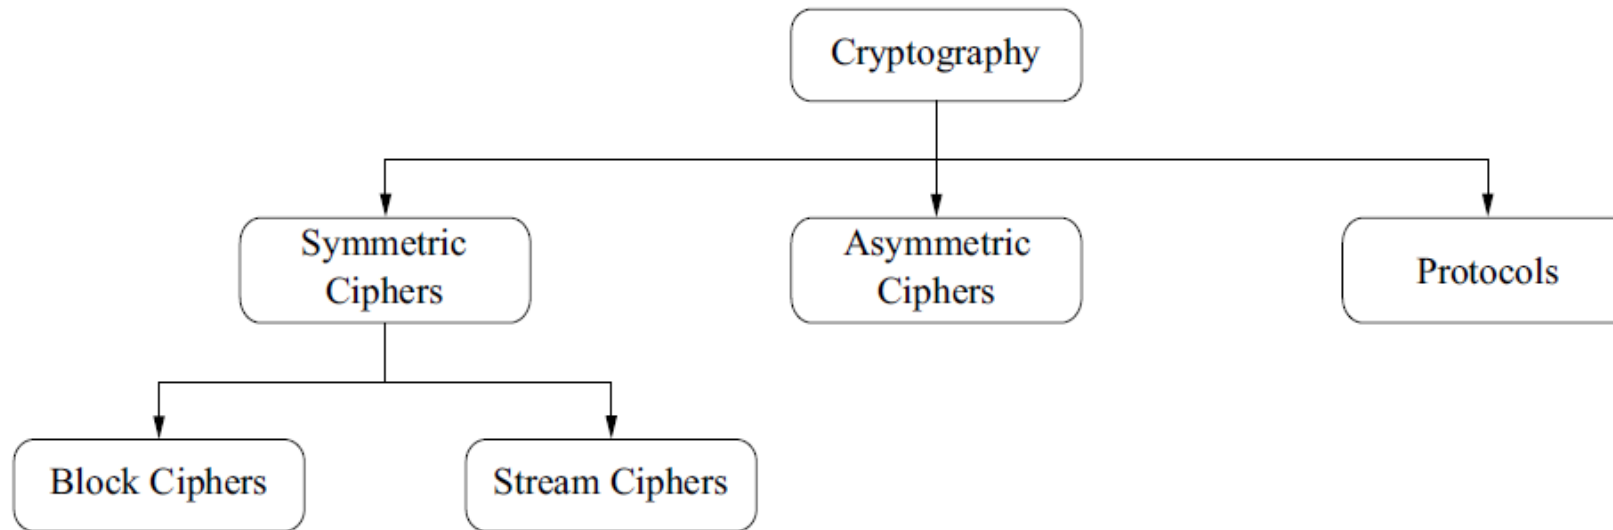 Cryptography
Symmetric
Ciphers
Asymmetric
Ciphers
Protocols
Block Ciphers
Stream Ciphers